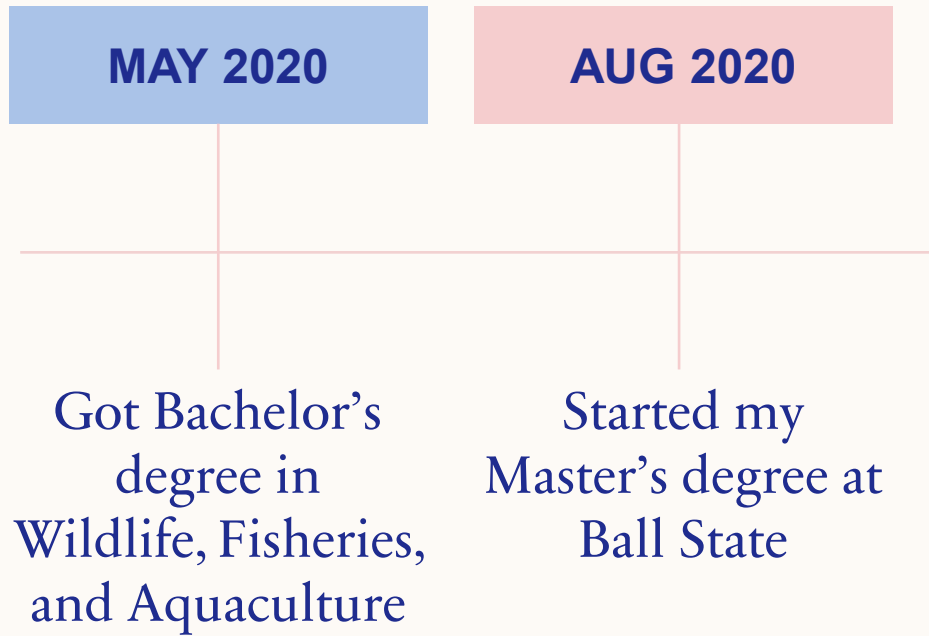 MAY 2020
AUG 2020
Got Bachelor’s
degree in
Wildlife, Fisheries,
and Aquaculture
Started my
Master’s degree at
Ball State